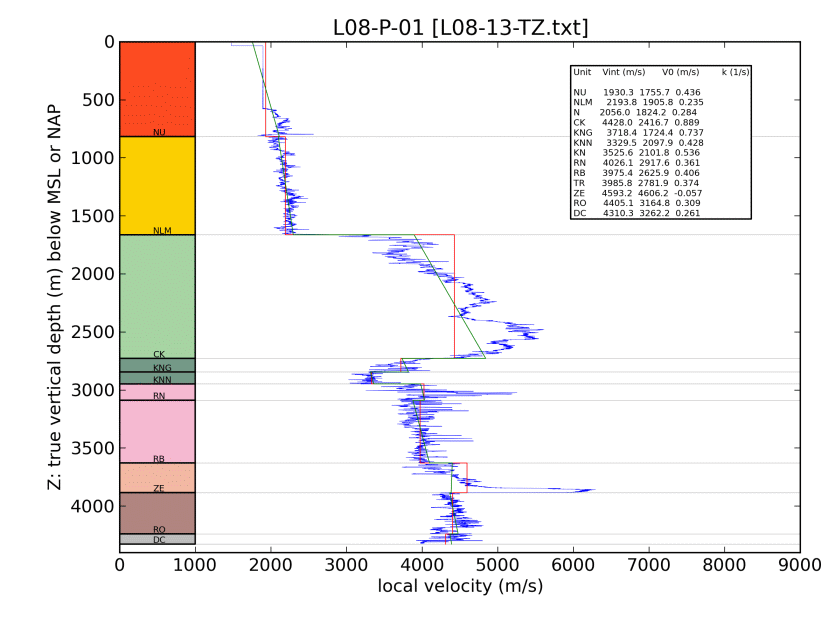 L08-P-01 [L08-13-TZ.txt]
Z: true vertical depth (m) below MSL or NAP
0
500
1000
1500
2000
2500
3000
3500
4000
NU
NLM
CK
KNG
KNN
RN
RB
ZE
RO
DC
Unit Vint (m/s) V0 (m/s) k (1/s)
NU 1930.3 1755.7 0.436
NLM 2193.8 1905.8 0.235
N 2056.0 1824.2 0.284
CK 4428.0 2416.7 0.889
KNG 3718.4 1724.4 0.737
KNN 3329.5 2097.9 0.428
KN 3525.6 2101.8 0.536
RN 4026.1 2917.6 0.361
RB 3975.4 2625.9 0.406
TR 3985.8 2781.9 0.374
ZE 4593.2 4606.2 -0.057
RO 4405.1 3164.8 0.309
DC 4310.3 3262.2 0.261
0 1000 2000 3000 4000 5000 6000 7000 8000 9000
local velocity (m/s)